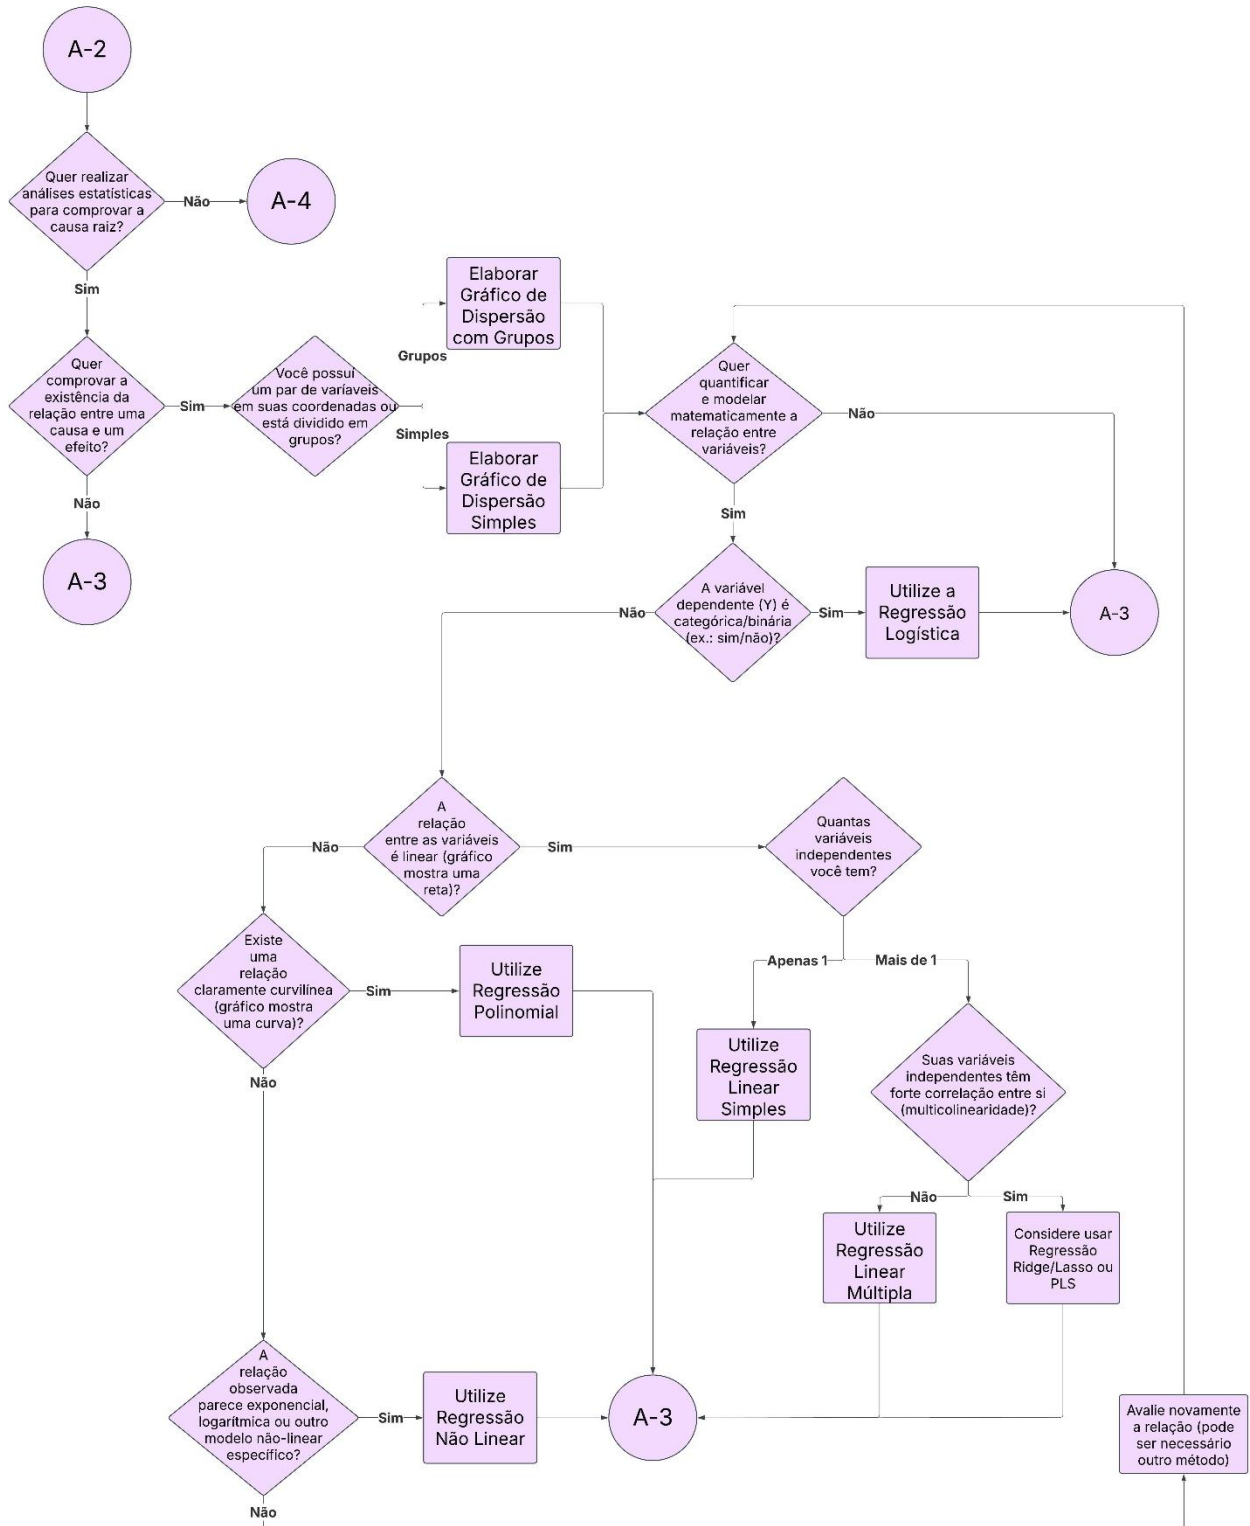 A-2
Quer realizar
análises estatísticas
para comprovar a
causa raiz?
Não
A-4
Sim
Quer
comprovar a
existência da
relação entre uma
causa e um
efeito?
Sim
Não
A-3
Você possuí
um par de varíaveis
em suas coordenadas ou
está dividido em
grupos?
Grupos
Simples
Elaborar
Gráfico de
Dispersão
com Grupos
Elaborar
Gráfico de
Dispersão
Simples
Quer
quantificar
e modelar
matematicamente a
relação entre
variáveis?
Não
Sim
A variável
dependente (Y) é
categórica/binária
(ex.: sim/não)?
Não
Sim
Utilize a
Regressão
Logística
A-3
A
relação
entre as variáveis
é linear (gráfico
mostra uma
reta)?
Não
Sim
Quantas
variáveis
independentes
você tem?
Apenas 1
Mais de 1
Existe
uma
relação
claramente curvilínea
(gráfico mostra
uma curva)?
Sim
Utilize
Regressão
Polinomial
Não
Utilize
Regressão
Linear
Simples
Suas variáveis
independentes têm
forte correlação entre si
(multicolinearidade)?
Não
Sim
Utilize
Regressão
Linear
Múltipla
Considere usar
Regressão
Ridge/Lasso ou
PLS
A
relação
observada
parece exponencial,
logarítmica ou outro
modelo não-linear
específico?
Sim
Utilize
Regressão
Não Linear
A-3
Não
Avalie novamente
a relação (pode
ser necessário
outro método)